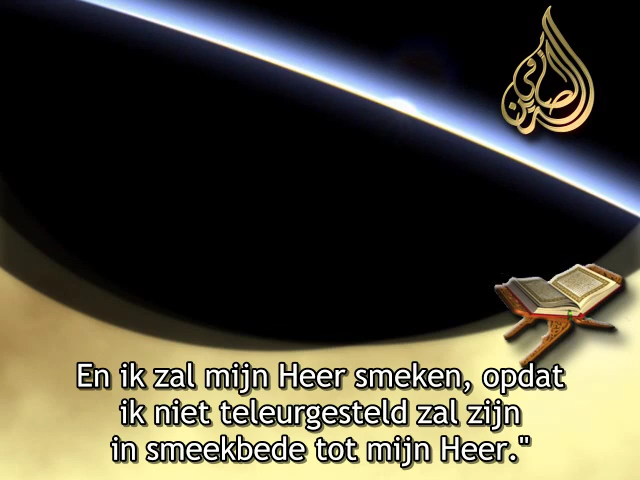 En ik zal mijn Heer smeken, opdat
ik niet teleurgesteld zal zijn
in smeekbede tot mijn Heer."